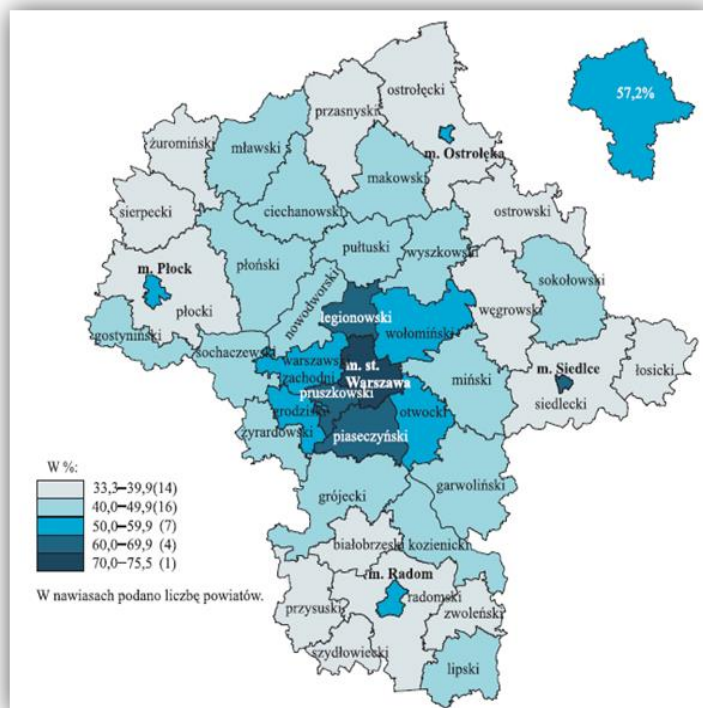 ostrołęcki
przasnyski
57,2%
żuromiński
mławski
m. Ostrołęka
makowski
sierpecki
ciechanowski
ostrowski
pułtuski
wyszkowski
m. Płock
płoński
sokołowski
nowodworski
płocki
węgrowski
legionowski
gostyniński
wołomiński
sochaczewski
warszaws
zachodni
m. st.
Warszawa
miński
m. Siedlce
łosicki
pruszkowski
siedlecki
grodziski
otwocki
żyrardowski
piaseczyński
W %:
33,3–39,9(14)
40,0–49,9(16)
50,0–59,9 (7)
60,0–69,9 (4)
70,0–75,5 (1)
garwoliński
grójecki
białobrzeski
kozienicki
W nawiasach podano liczbę powiatów.
m. Radom
radomski
przysuski
zwoleński
szydłowiecki
lipski